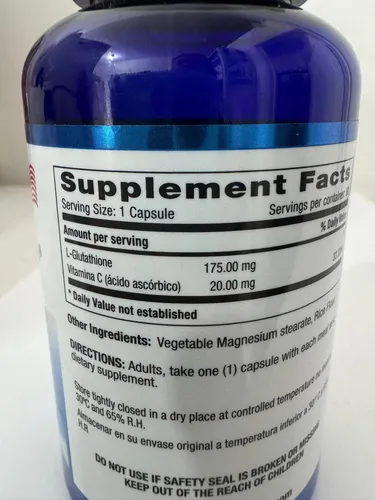 Supplement Facts
Serving Size: 1 Capsule Servings per container:
% Daily
Amount per serving
L-Glutathione 175.00 mg
Vitamina C (ácido ascórbico) 20.00 mg
* Daily Value not established
Other Ingredients: Vegetable Magnesium stearate, Rice
DIRECTIONS: Adults, take one (1) capsule with each meal
dietary supplement.
Store tightly closed in a dry place at controlled temperature no
30ºC and 65% R.H.
Almacenar en su envase original a temperatura inferior a 30º C
H.R
DO NOT USE IF SAFETY SEAL IS BROKEN OR MISSING
KEEP OUT OF THE REACH OF CHILDREN